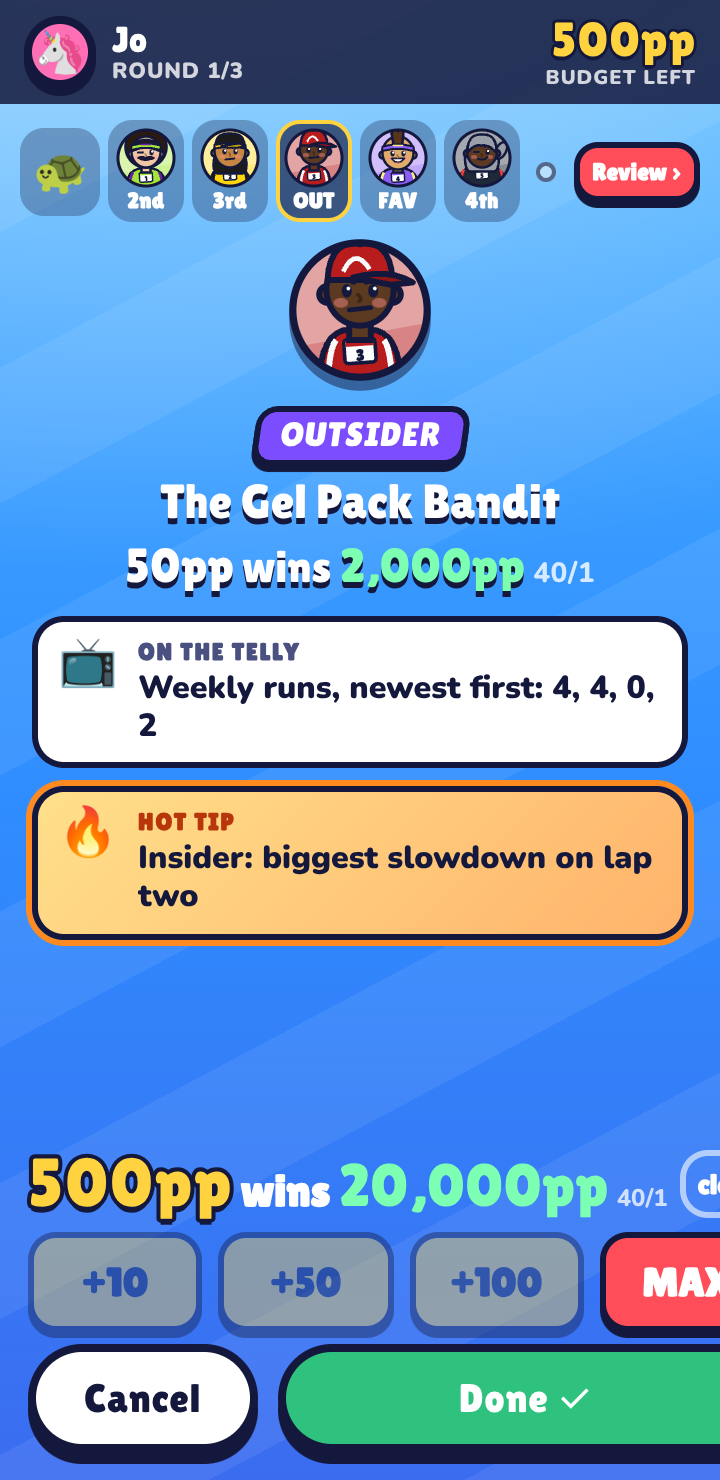 Jo
ROUND 1/3
500pp
BUDGET LEFT
2nd
3rd
OUT
FAV
4th
Review ›
3
OUTSIDER
The Gel Pack Bandit
50pp wins 2,000pp 40/1
ON THE TELLY
Weekly runs, newest first: 4, 4, 0,
2
HOT TIP
Insider: biggest slowdown on lap
two
500pp wins 20,000pp 40/1
+10
+50
+100
MAX
Cancel
Done ✓